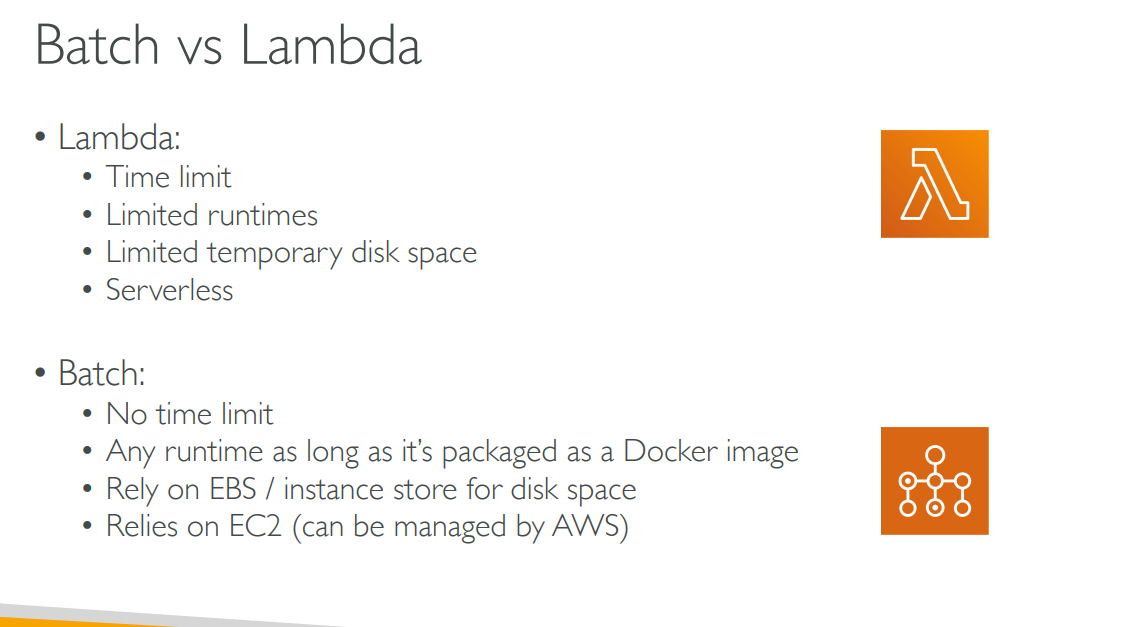 Batch vs Lambda
• Lambda:
• Time limit
• Limited runtimes
• Limited temporary disk space
• Serverless
• Batch:
• No time limit
• Any runtime as long as it’s packaged as a Docker image
• Rely on EBS / instance store for disk space
• Relies on EC2 (can be managed by AWS)